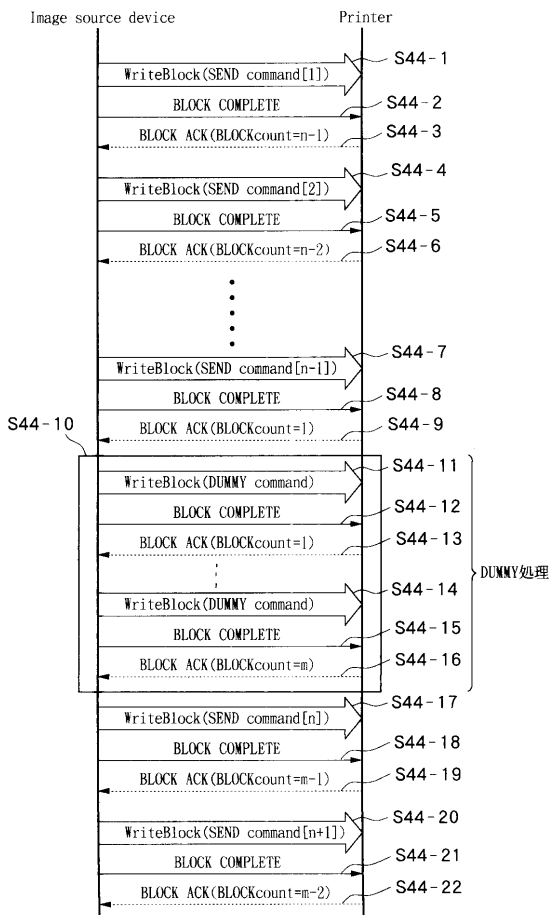 Image source device Printer
S44-1
WriteBlock(SEND command[1])
BLOCK COMPLETE S44-2
BLOCK ACK(BLOCKcount=n-1) S44-3
S44-4
WriteBlock(SEND command[2])
BLOCK COMPLETE S44-5
BLOCK ACK(BLOCKcount=n-2) S44-6
S44-7
WriteBlock(SEND command[n-1])
BLOCK COMPLETE S44-8
S44-10 BLOCK ACK(BLOCKcount=1) S44-9
S44-11
WriteBlock(DUMMY command)
BLOCK COMPLETE S44-12
BLOCK ACK(BLOCKcount=1) S44-13
DUMMY処理
S44-14
WriteBlock(DUMMY command)
BLOCK COMPLETE S44-15
BLOCK ACK(BLOCKcount=m) S44-16
S44-17
WriteBlock(SEND command[n])
BLOCK COMPLETE S44-18
BLOCK ACK(BLOCKcount=m-1) S44-19
S44-20
WriteBlock(SEND command[n+1])
BLOCK COMPLETE S44-21
BLOCK ACK(BLOCKcount=m-2) S44-22